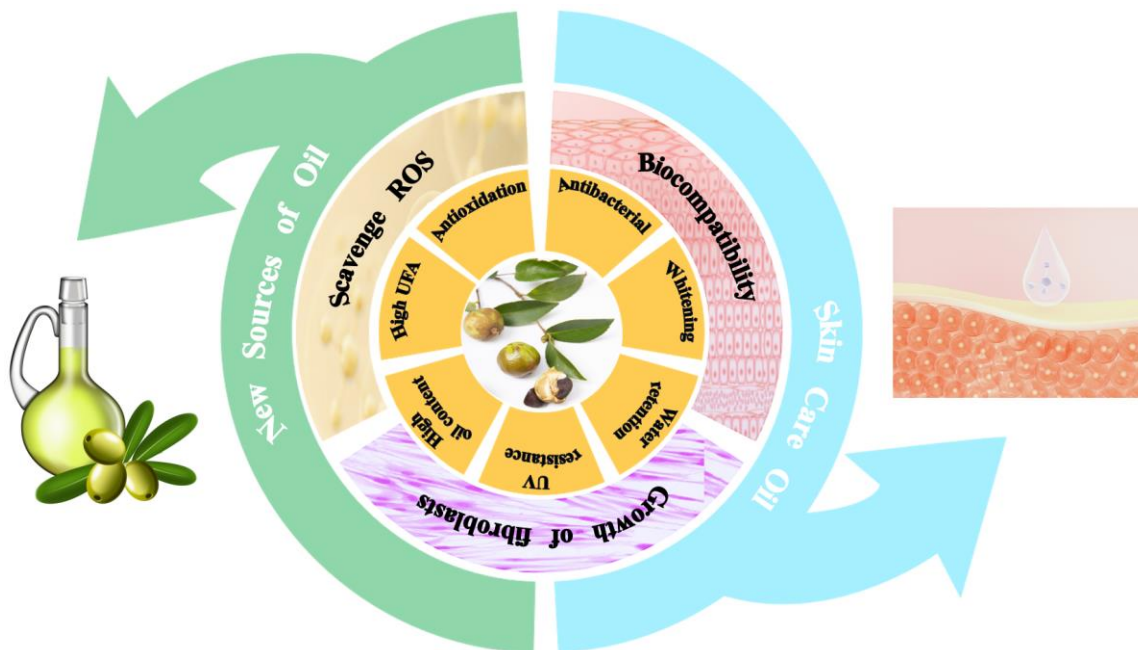 New Sources of Oil
Skin Care Oil
Scavenge ROS
Biocompatibility
Growth of fibroblasts
Antioxidation
Antibacterial
Whitening
Water
retention
UV
resistance
High
oil content
High UFA